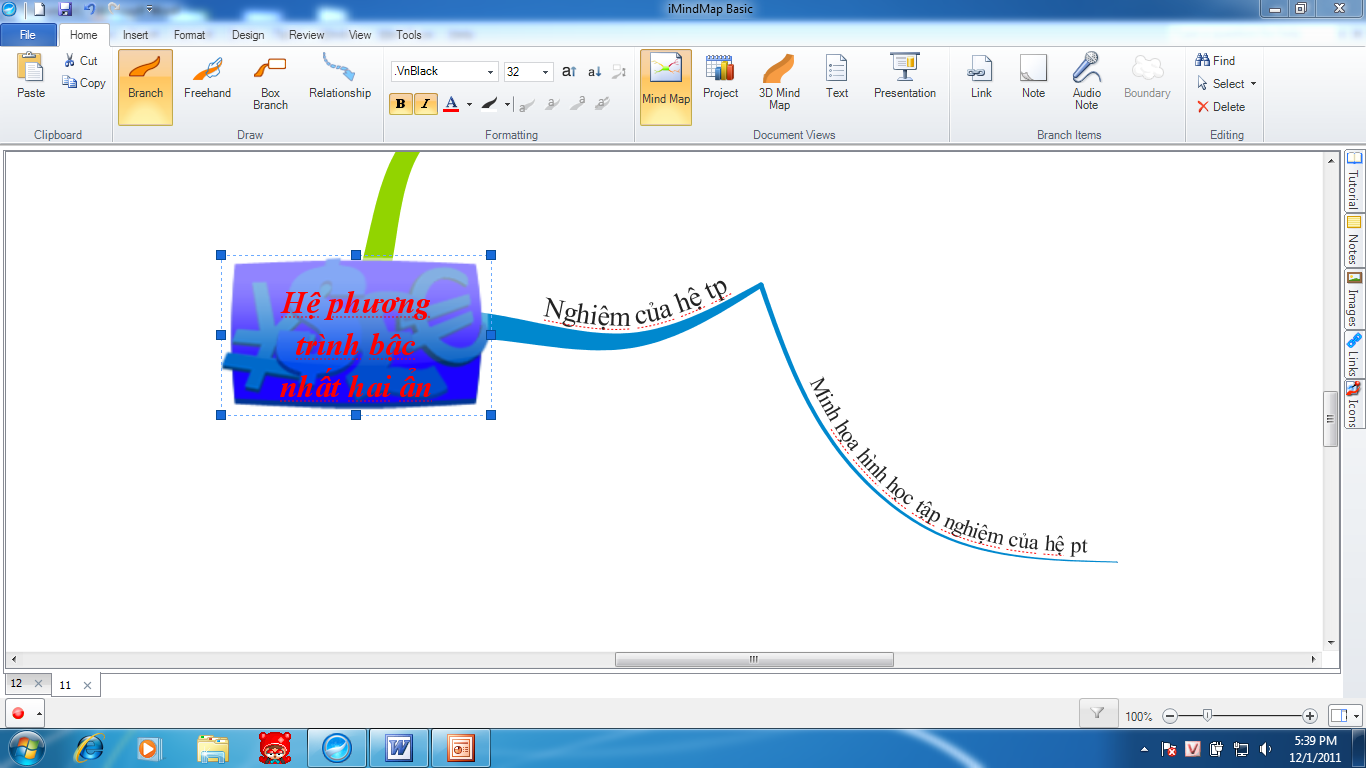 iMindMap Basic
File Home Insert Format Design Review View Tools
Paste Cut Copy Clipboard
Branch Freehand Box Branch Relationship Draw
.VnBlack 32 B I A Formatting
Mind Map Project 3D Mind Map Text Presentation Document Views
Link Note Audio Note Boundary Branch Items
Find Select Delete Editing
Tutorial
Notes
Images
Links
Icons
Hệ phương
trình bậc
nhất hai ẩn
Nghiệm của hệ tp
Minh họa hình học tập nghiệm của hệ pt
12 11
100%
5:39 PM
12/1/2011